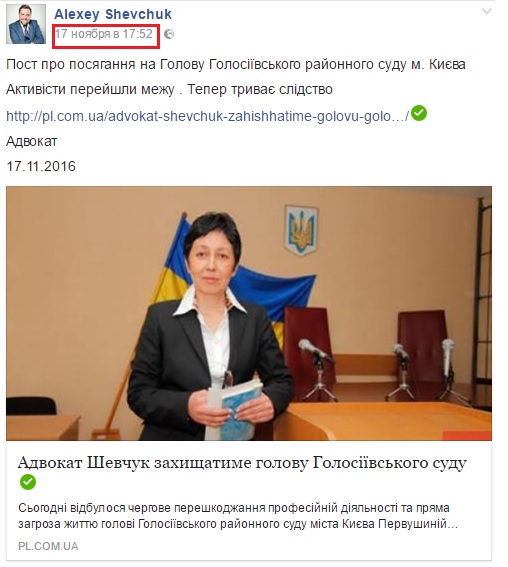 Alexey Shevchuk
17 ноября в 17:52
Пост про посягання на Голову Голосіївського районного суду м. Києва
Активісти перейшли межу . Тепер триває слідство
http://pl.com.ua/advokat-shevchuk-zahishhatime-golovu-golo…/
Адвокат
17.11.2016
Адвокат Шевчук захищатиме голову Голосіївського суду
Сьогодні відбулося чергове перешкоджання професійній діяльності та пряма
загроза життю голові Голосіївського районного суду міста Києва Первушиній…
PL.COM.UA